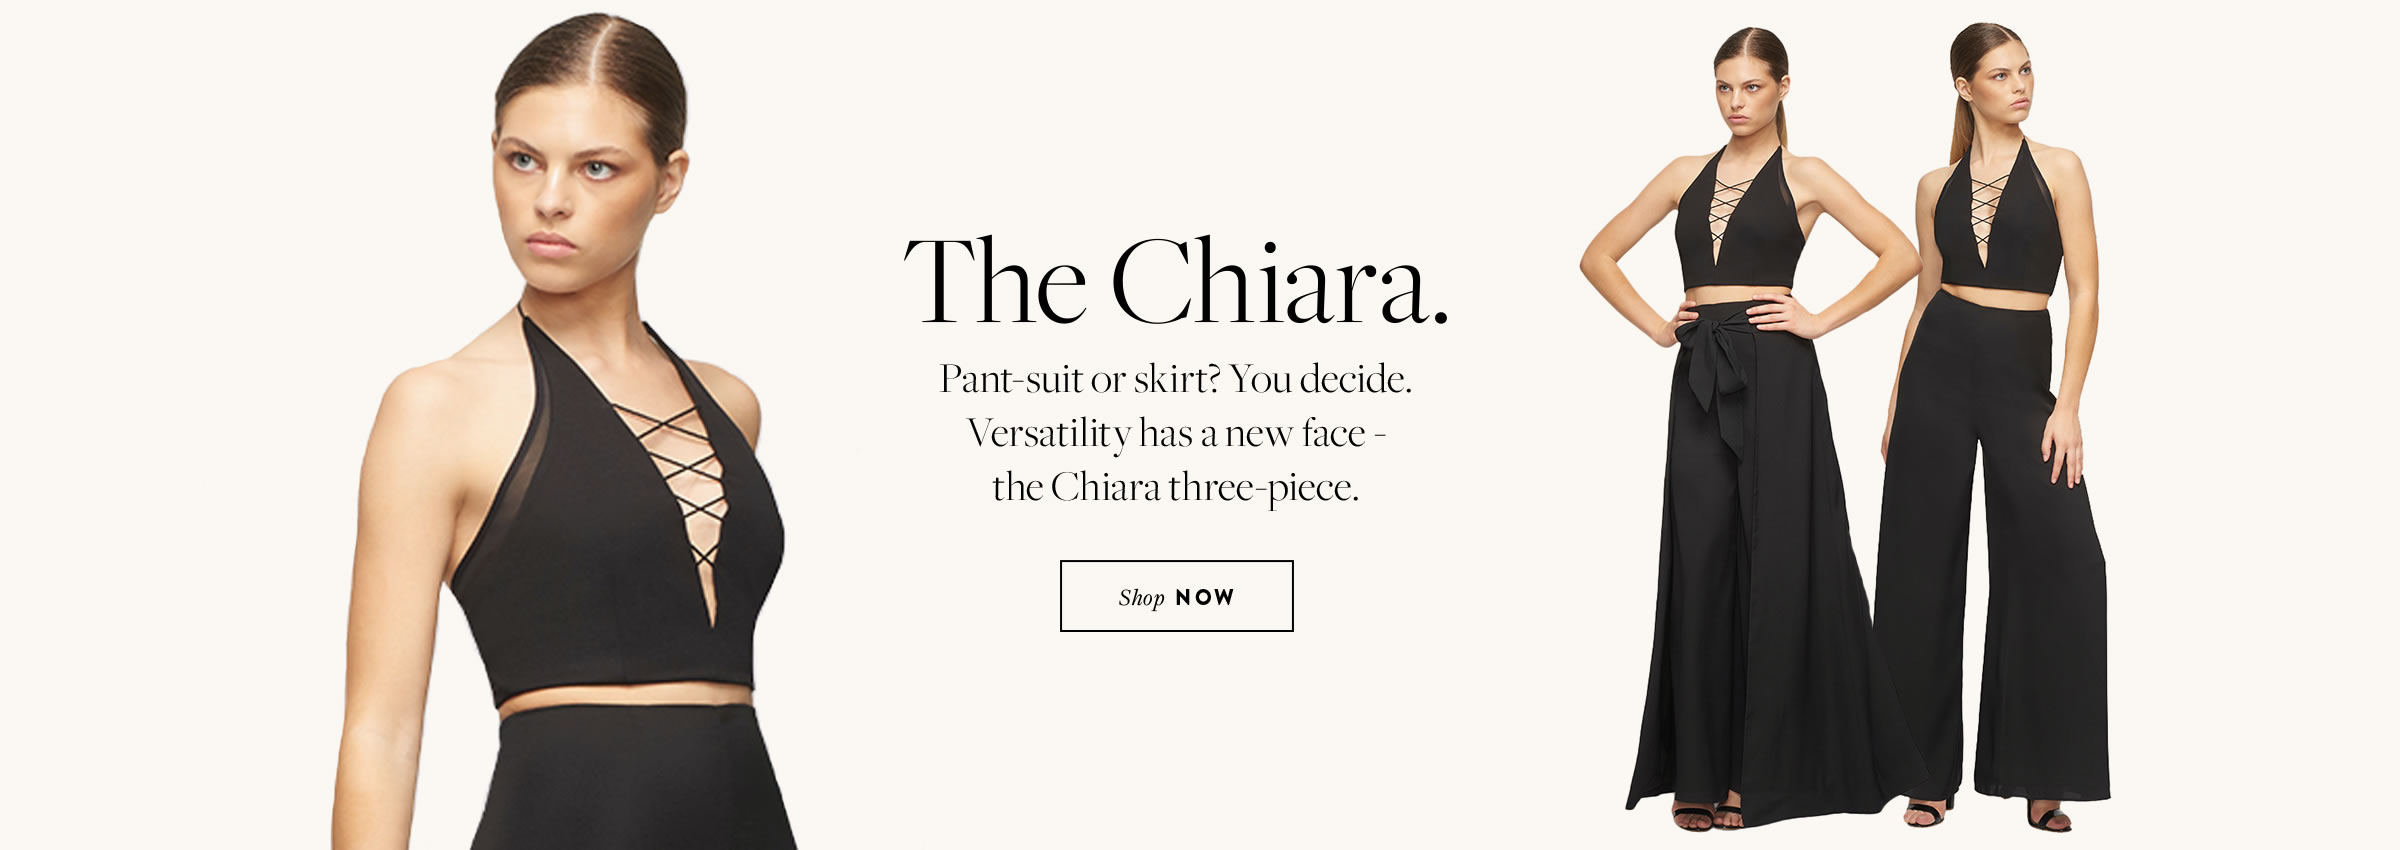 The Chiara.
Pant-suit or skirt? You decide.
Versatility has a new face -
the Chiara three-piece.
Shop NOW